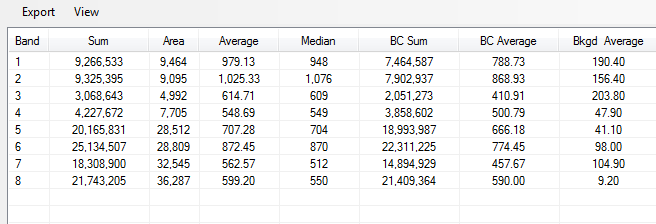 Export View
Band Sum Area Average Median BC Sum BC Average Bkgd Average
1 9,266,533 9,464 979.13 948 7,464,587 788.73 190.40
2 9,325,395 9,095 1,025.33 1,076 7,902,937 868.93 156.40
3 3,068,643 4,992 614.71 609 2,051,273 410.91 203.80
4 4,227,672 7,705 548.69 549 3,858,602 500.79 47.90
5 20,165,831 28,512 707.28 704 18,993,987 666.18 41.10
6 25,134,507 28,809 872.45 870 22,311,225 774.45 98.00
7 18,308,900 32,545 562.57 512 14,894,929 457.67 104.90
8 21,743,205 36,287 599.20 550 21,409,364 590.00 9.20